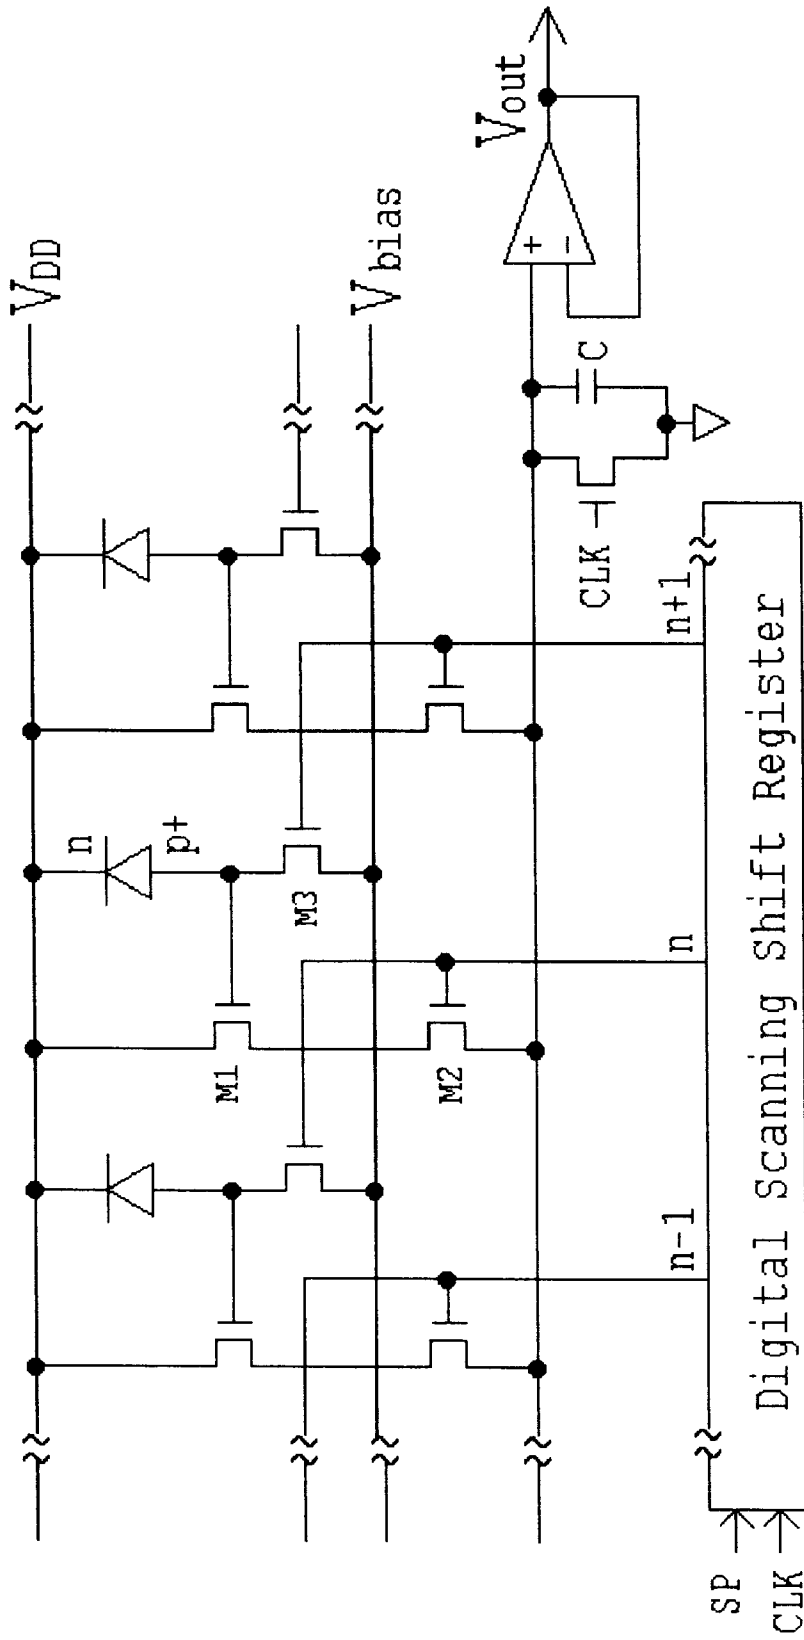 V_DD
n
p+
V_bias
M3
M1
M2
V_out
+
−
C
CLK
n-1
n
n+1
Digital Scanning Shift Register
SP
CLK